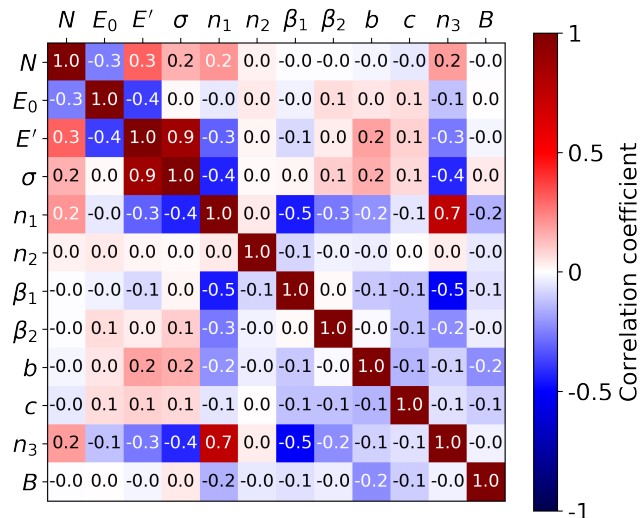 N E₀ E′ σ n₁ n₂ β₁ β₂ b c n₃ B
N 1.0 -0.3 0.3 0.2 0.2 0.0 -0.0 -0.0 -0.0 -0.0 0.2 -0.0
E₀ -0.3 1.0 -0.4 0.0 -0.0 0.0 -0.0 0.1 0.0 0.1 -0.1 0.0
E′ 0.3 -0.4 1.0 0.9 -0.3 0.0 -0.1 0.0 0.2 0.1 -0.3 -0.0
σ 0.2 0.0 0.9 1.0 -0.4 0.0 0.0 0.1 0.2 0.1 -0.4 0.0
n₁ 0.2 -0.0 -0.3 -0.4 1.0 0.0 -0.5 -0.3 -0.2 -0.1 0.7 -0.2
n₂ 0.0 0.0 0.0 0.0 0.0 1.0 -0.1 -0.0 -0.0 0.0 0.0 -0.0
β₁ -0.0 -0.0 -0.1 0.0 -0.5 -0.1 1.0 0.0 -0.1 -0.1 -0.5 -0.1
β₂ -0.0 0.1 0.0 0.1 -0.3 -0.0 0.0 1.0 -0.0 -0.1 -0.2 -0.0
b -0.0 0.0 0.2 0.2 -0.2 -0.0 -0.1 -0.0 1.0 -0.1 -0.1 -0.2
c -0.0 0.1 0.1 0.1 -0.1 0.0 -0.1 -0.1 -0.1 1.0 -0.1 -0.1
n₃ 0.2 -0.1 -0.3 -0.4 0.7 0.0 -0.5 -0.2 -0.1 -0.1 1.0 -0.0
B -0.0 0.0 -0.0 0.0 -0.2 -0.0 -0.1 -0.0 -0.2 -0.1 -0.0 1.0
1
0.5
0
-0.5
-1
Correlation coefficient